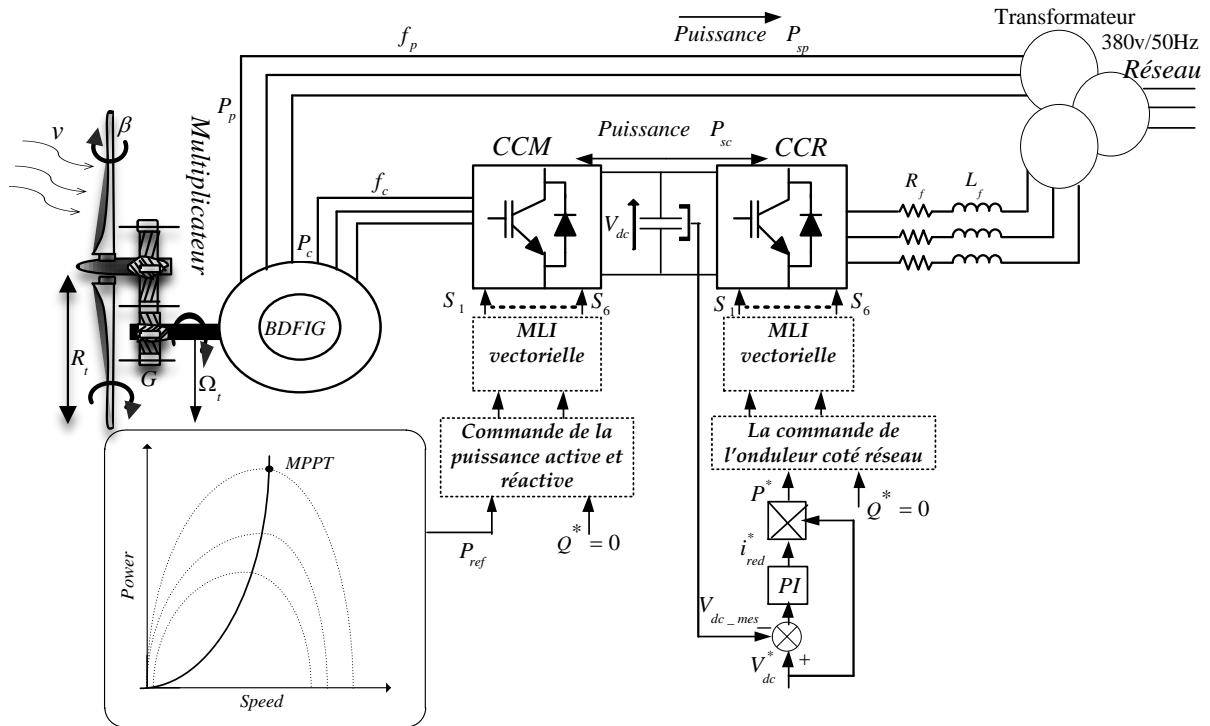 Transformateur
380v/50Hz
Réseau
Puissance P_sp
f_p
P_p
Multiplicateur
v
β
Puissance P_sc
CCM
CCR
f_c
P_c
V_dc
R_f
L_f
BDFIG
S_1
S_6
S_1
S_6
MLI
vectorielle
MLI
vectorielle
R_t
G
Ω_t
Commande de la
puissance active et
réactive
La commande de
l'onduleur coté réseau
MPPT
Power
Speed
P_ref
Q^* = 0
P^*
Q^* = 0
i_red^*
PI
V_dc_mes
−
+
V_dc^*